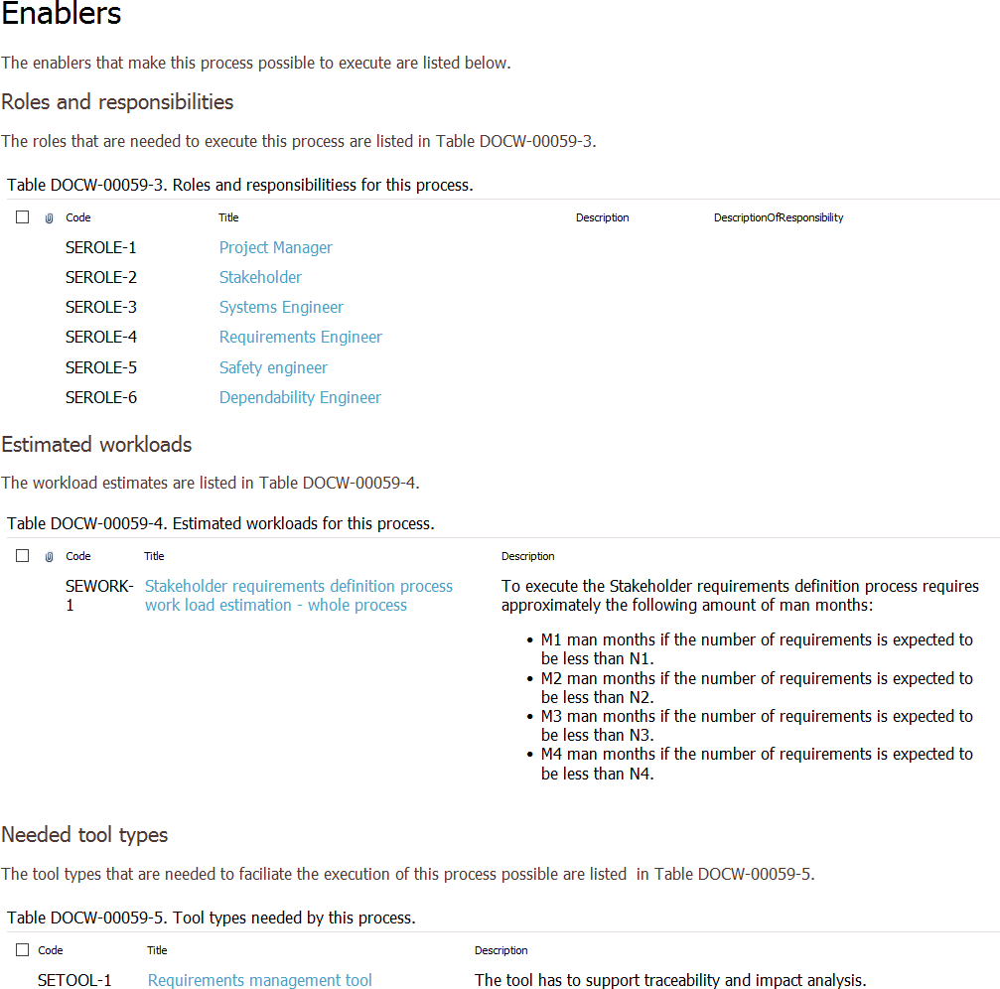 Enablers
The enablers that make this process possible to execute are listed below.
Roles and responsibilities
The roles that are needed to execute this process are listed in Table DOCW-00059-3.
Table DOCW-00059-3. Roles and responsibilitiess for this process.
Code Title Description DescriptionOfResponsibility
SEROLE-1 Project Manager
SEROLE-2 Stakeholder
SEROLE-3 Systems Engineer
SEROLE-4 Requirements Engineer
SEROLE-5 Safety engineer
SEROLE-6 Dependability Engineer
Estimated workloads
The workload estimates are listed in Table DOCW-00059-4.
Table DOCW-00059-4. Estimated workloads for this process.
Code Title Description
SEWORK- Stakeholder requirements definition process To execute the Stakeholder requirements definition process requires
1 work load estimation - whole process approximately the following amount of man months:
• M1 man months if the number of requirements is expected to
be less than N1.
• M2 man months if the number of requirements is expected to
be less than N2.
• M3 man months if the number of requirements is expected to
be less than N3.
• M4 man months if the number of requirements is expected to
be less than N4.
Needed tool types
The tool types that are needed to faciliate the execution of this process possible are listed  in Table DOCW-00059-5.
Table DOCW-00059-5. Tool types needed by this process.
Code Title Description
SETOOL-1 Requirements management tool The tool has to support traceability and impact analysis.